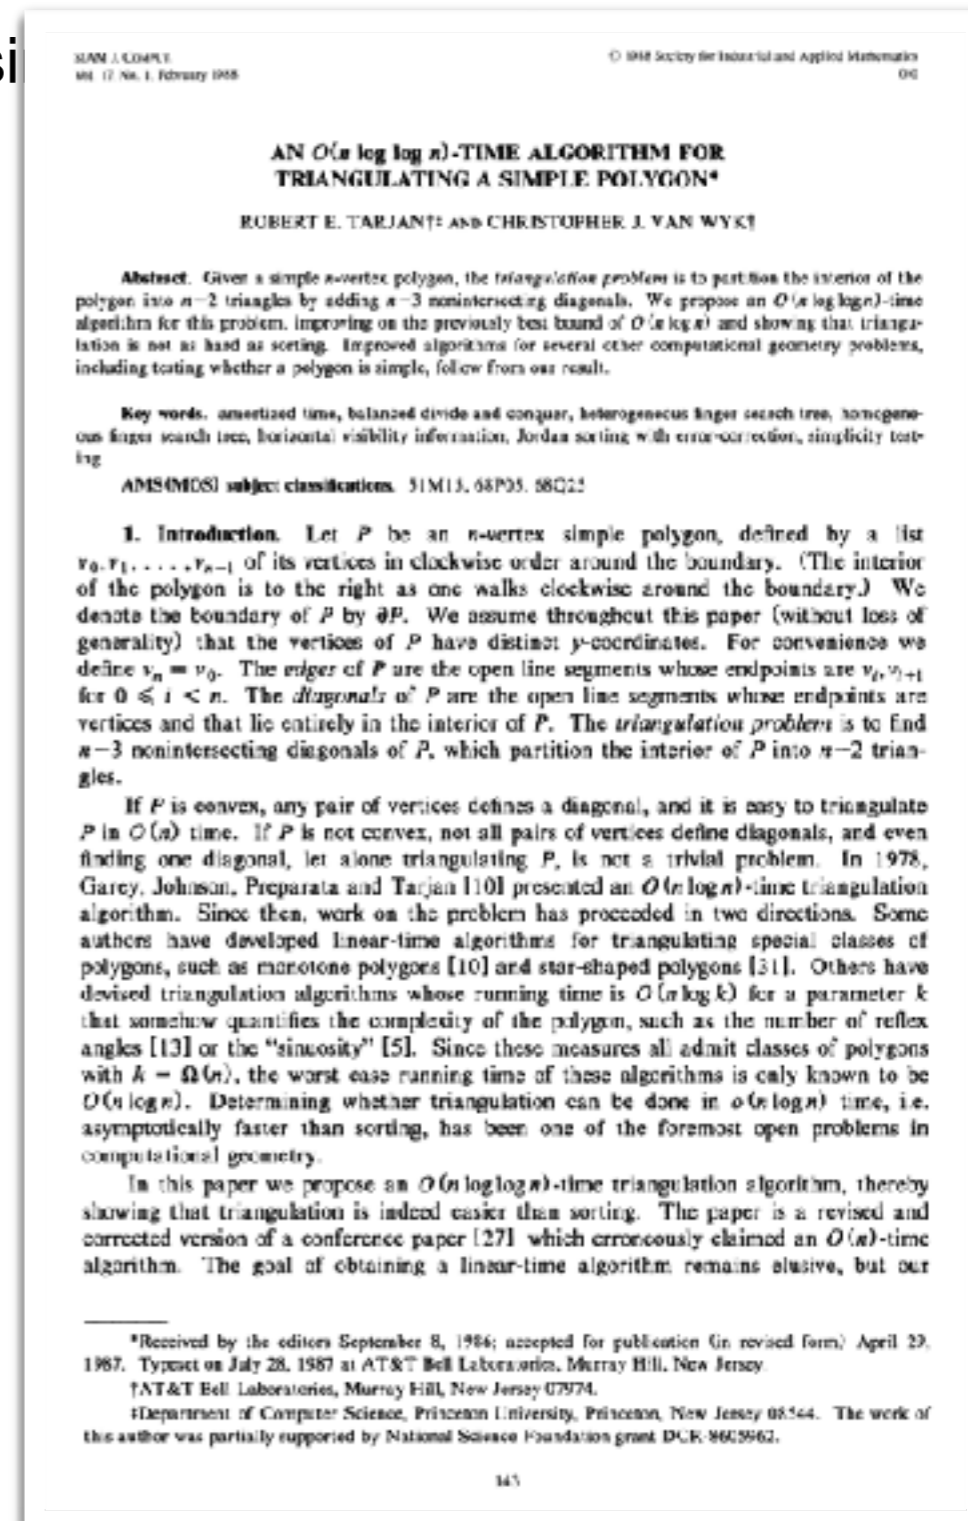 si
SIAM J. COMPUT.
Vol. 17, No. 1, February 1988
© 1988 Society for Industrial and Applied Mathematics
AN O(n log log n)-TIME ALGORITHM FOR
TRIANGULATING A SIMPLE POLYGON*
ROBERT E. TARJAN†‡ AND CHRISTOPHER J. VAN WYK†
Abstract. Given a simple n-vertex polygon, the triangulation problem is to partition the interior of the
polygon into n−2 triangles by adding n−3 nonintersecting diagonals. We propose an O(n log log n)-time
algorithm for this problem, improving on the previously best bound of O(n log n) and showing that triangu-
lation is not as hard as sorting. Improved algorithms for several other computational geometry problems,
including testing whether a polygon is simple, follow from our result.
Key words. amortized time, balanced divide and conquer, heterogeneous finger search tree, homogene-
ous finger search tree, horizontal visibility information, Jordan sorting with error-correction, simplicity test-
ing
AMS(MOS) subject classifications. 51M15, 68P05, 68Q25
1. Introduction. Let P be an n-vertex simple polygon, defined by a list
v₀, v₁, . . . . , vₙ₋₁ of its vertices in clockwise order around the boundary. (The interior
of the polygon is to the right as one walks clockwise around the boundary.) We
denote the boundary of P by ∂P. We assume throughout this paper (without loss of
generality) that the vertices of P have distinct y-coordinates. For convenience we
define vₙ = v₀. The edges of P are the open line segments whose endpoints are vᵢ, vᵢ₊₁
for 0 ⩽ i < n. The diagonals of P are the open line segments whose endpoints are
vertices and that lie entirely in the interior of P. The triangulation problem is to find
n−3 nonintersecting diagonals of P, which partition the interior of P into n−2 trian-
gles.
If P is convex, any pair of vertices defines a diagonal, and it is easy to triangulate
P in O(n) time. If P is not convex, not all pairs of vertices define diagonals, and even
finding one diagonal, let alone triangulating P, is not a trivial problem. In 1978,
Garey, Johnson, Preparata and Tarjan [10] presented an O(n log n)-time triangulation
algorithm. Since then, work on the problem has proceeded in two directions. Some
authors have developed linear-time algorithms for triangulating special classes of
polygons, such as monotone polygons [10] and star-shaped polygons [31]. Others have
devised triangulation algorithms whose running time is O(n log k) for a parameter k
that somehow quantifies the complexity of the polygon, such as the number of reflex
angles [13] or the "sinuosity" [5]. Since these measures all admit classes of polygons
with k = Ω(n), the worst case running time of these algorithms is only known to be
O(n log n). Determining whether triangulation can be done in o(n log n) time, i.e.
asymptotically faster than sorting, has been one of the foremost open problems in
computational geometry.
In this paper we propose an O(n log log n)-time triangulation algorithm, thereby
showing that triangulation is indeed easier than sorting. The paper is a revised and
corrected version of a conference paper [27] which erroneously claimed an O(n)-time
algorithm. The goal of obtaining a linear-time algorithm remains elusive, but our
*Received by the editors September 8, 1986; accepted for publication (in revised form) April 29,
1987. Typeset on July 28, 1987 at AT&T Bell Laboratories, Murray Hill, New Jersey
†AT&T Bell Laboratories, Murray Hill, New Jersey 07974.
‡Department of Computer Science, Princeton University, Princeton, New Jersey 08544. The work of
this author was partially supported by National Science Foundation grant DCR-8605962.
143